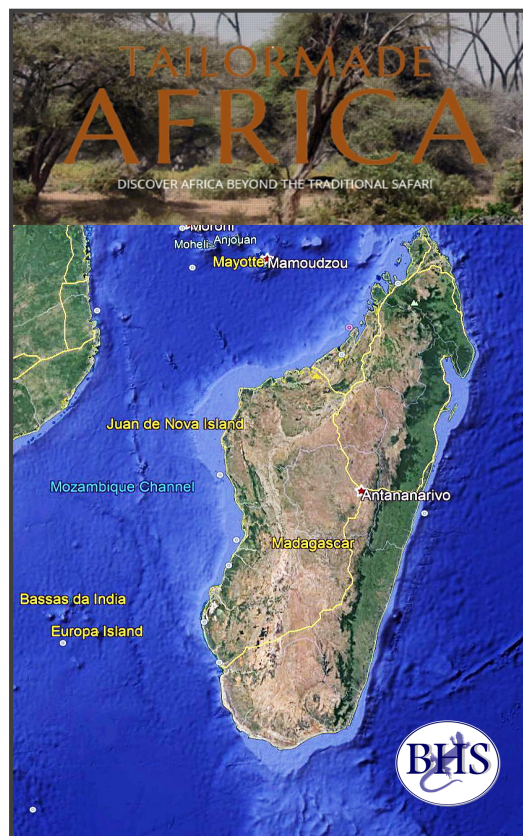 TAILORMADE
AFRICA
DISCOVER AFRICA BEYOND THE TRADITIONAL SAFARI
Moroni
Moheli Anjouan
Mayotte Mamoudzou
Juan de Nova Island
Mozambique Channel
Antananarivo
Madagascar
Bassas da India
Europa Island
BHS